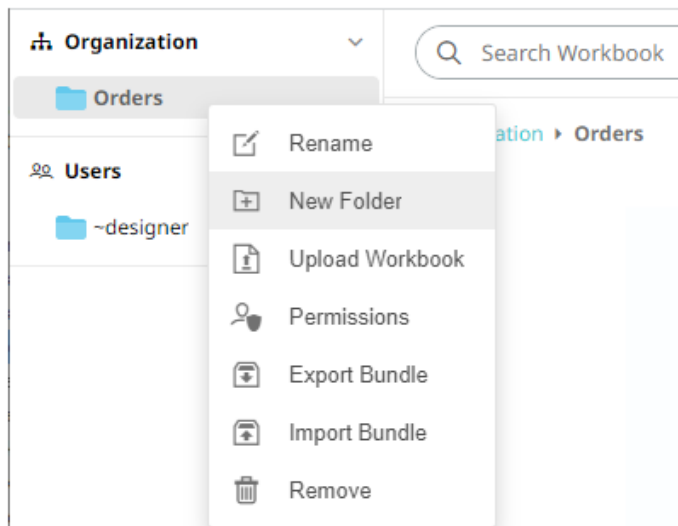 Organization
Search Workbook
Orders
ation ▸ Orders
Users
~designer
Rename
New Folder
Upload Workbook
Permissions
Export Bundle
Import Bundle
Remove